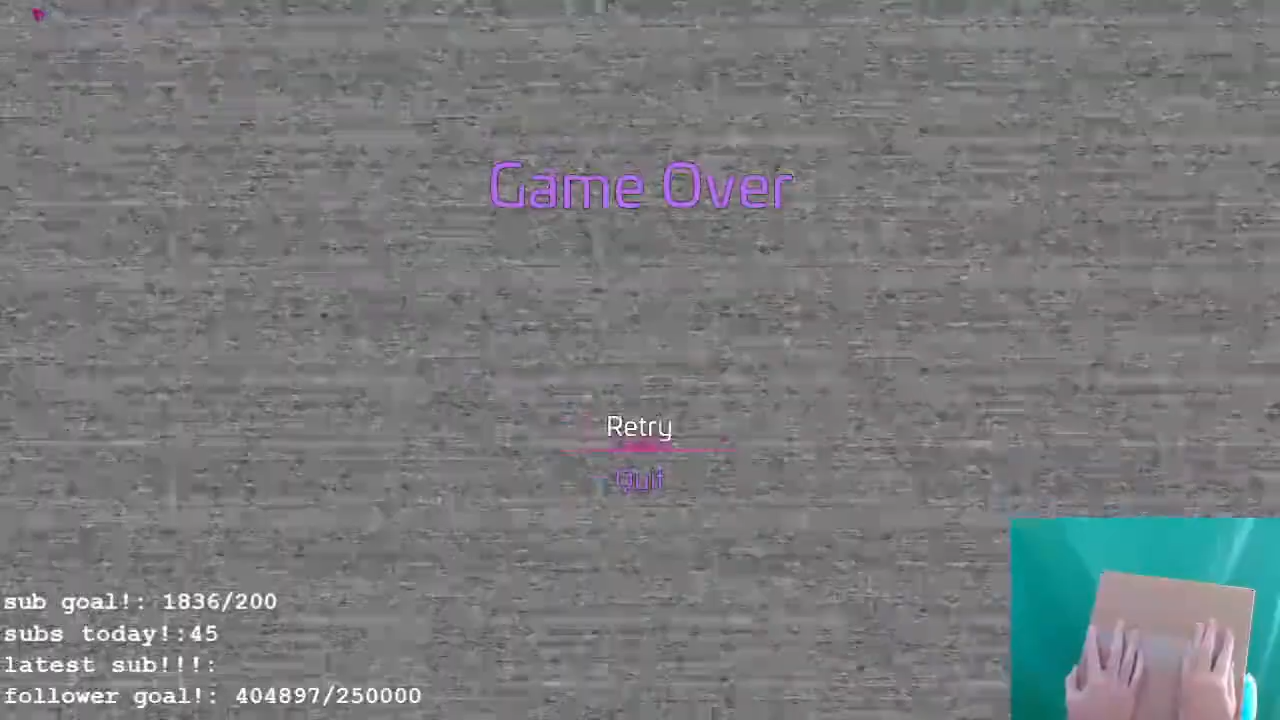 Game Over
Retry
Quit
sub goal!: 1836/200
subs today!:45
latest sub!!!:
follower goal!: 404897/250000